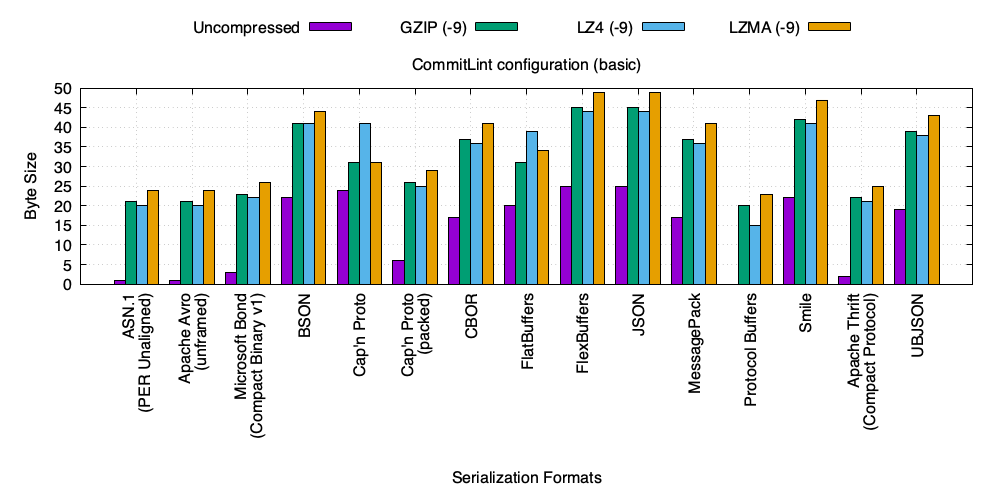 Uncompressed GZIP (-9) LZ4 (-9) LZMA (-9)
CommitLint configuration (basic)
Byte Size
50
45
40
35
30
25
20
15
10
5
0
ASN.1
(PER Unaligned)
Apache Avro
(unframed)
Microsoft Bond
(Compact Binary v1)
BSON
Cap'n Proto
Cap'n Proto
(packed)
CBOR
FlatBuffers
FlexBuffers
JSON
MessagePack
Protocol Buffers
Smile
Apache Thrift
(Compact Protocol)
UBJSON
Serialization Formats